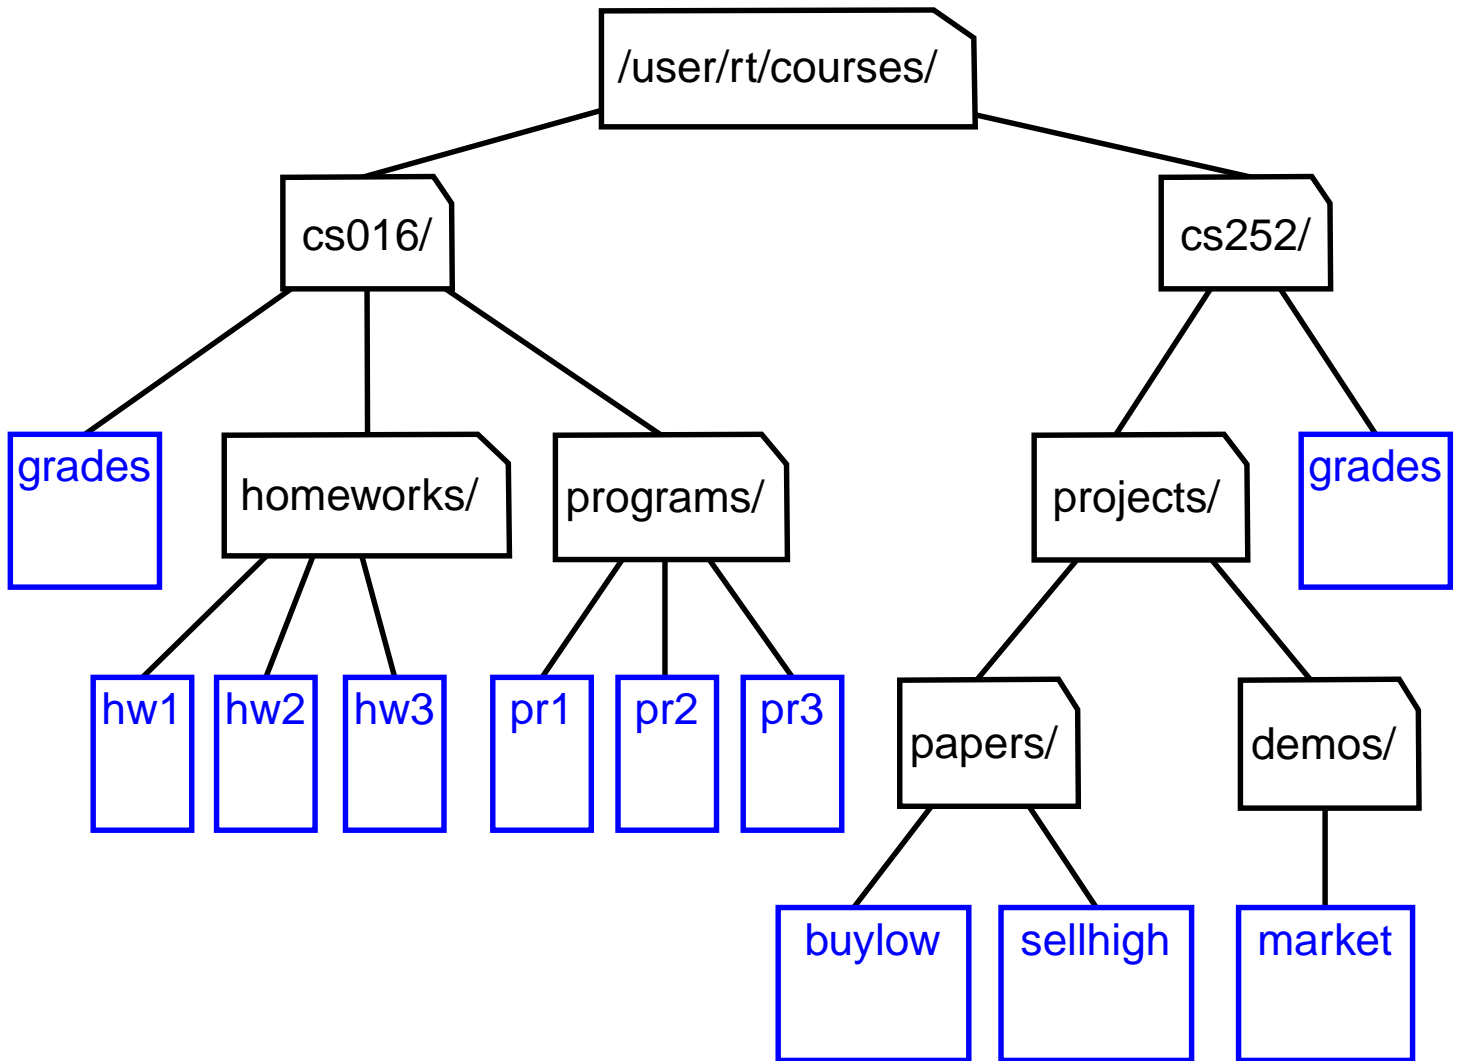 /user/rt/courses/
cs016/
cs252/
grades
homeworks/
programs/
projects/
grades
hw1
hw2
hw3
pr1
pr2
pr3
papers/
demos/
buylow
sellhigh
market